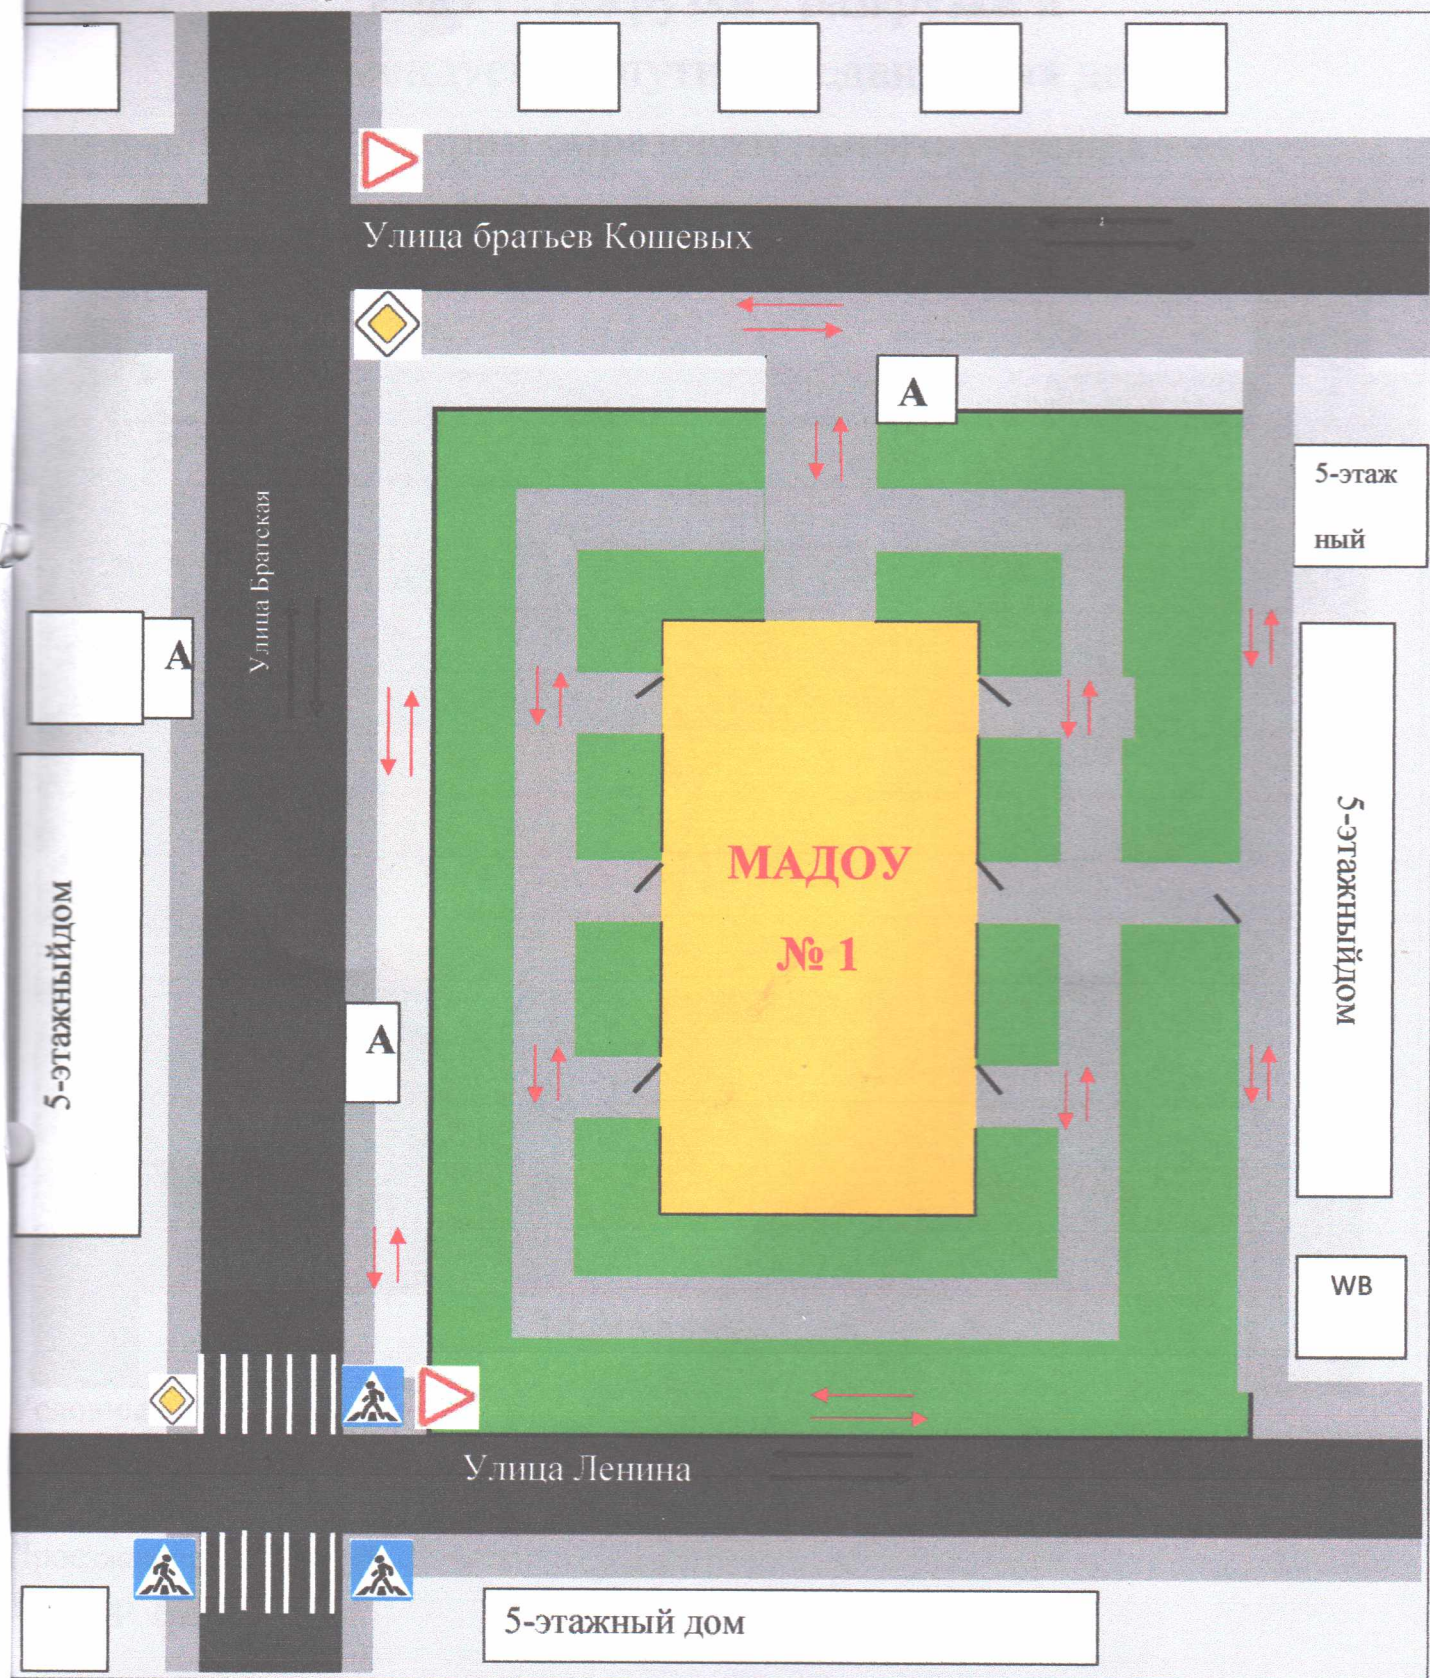 Улица братьев Кошевых
А
5-этаж
ный
Улица Братская
А
МАДОУ
№ 1
5-этажныйдом
5-этажныйдом
А
WB
Улица Ленина
5-этажный дом